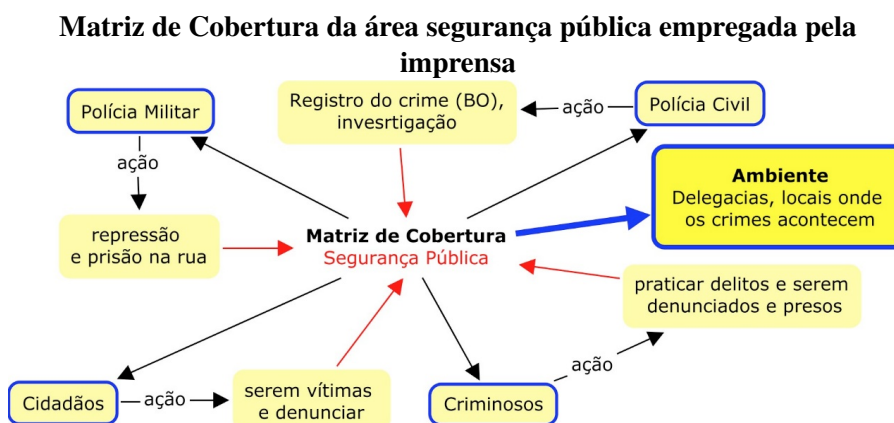 Matriz de Cobertura da área segurança pública empregada pela
imprensa
Polícia Militar
ação
repressão
e prisão na rua
Registro do crime (BO),
invesrtigação
ação
Polícia Civil
Ambiente
Delegacias, locais onde
os crimes acontecem
Matriz de Cobertura
Segurança Pública
praticar delitos e serem
denunciados e presos
ação
Cidadãos
ação
serem vítimas
e denunciar
Criminosos